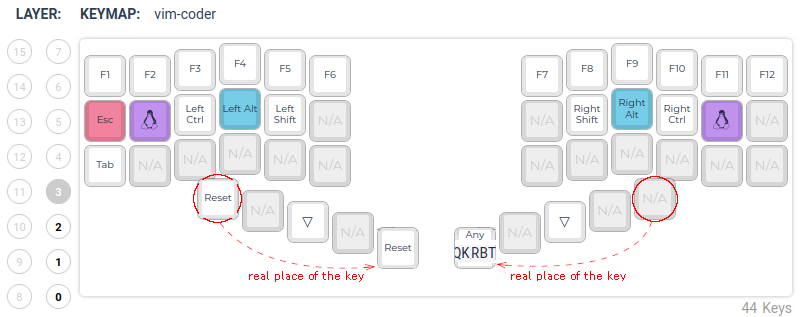 LAYER: KEYMAP: vim-coder
15 7
14 6
13 5
12 4
11 3
10 2
9 1
8 0
F1 F2 F3 F4 F5 F6 F7 F8 F9 F10 F11 F12
Esc Left Ctrl Left Alt Left Shift N/A N/A Right Shift Right Alt Right Ctrl N/A
Tab N/A N/A N/A N/A N/A N/A N/A N/A N/A N/A N/A
Reset N/A ▽ N/A Reset Any QKRBT N/A ▽ N/A N/A
real place of the key real place of the key
44 Keys